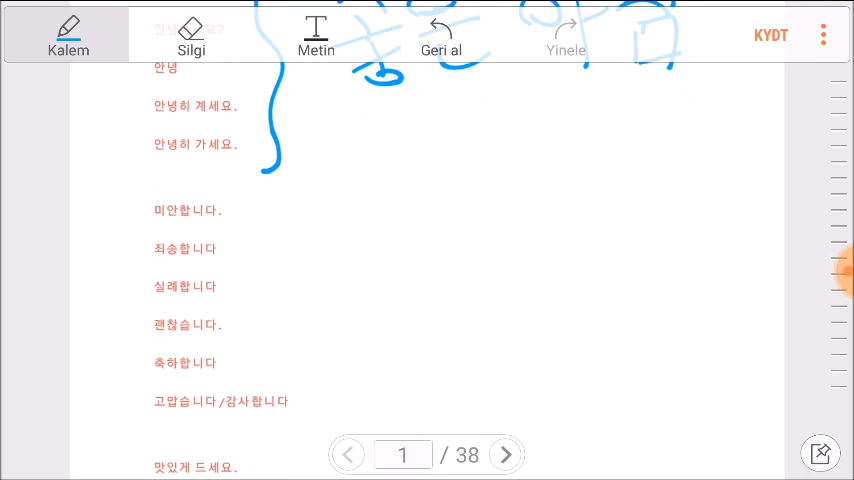 Kalem
Silgi
Metin
Geri al
Yinele
KYDT
안녕
안녕히 계세요.
안녕히 가세요.
미안합니다.
죄송합니다
실례합니다
괜찮습니다.
축하합니다
고맙습니다/감사합니다
맛있게 드세요.
1 / 38